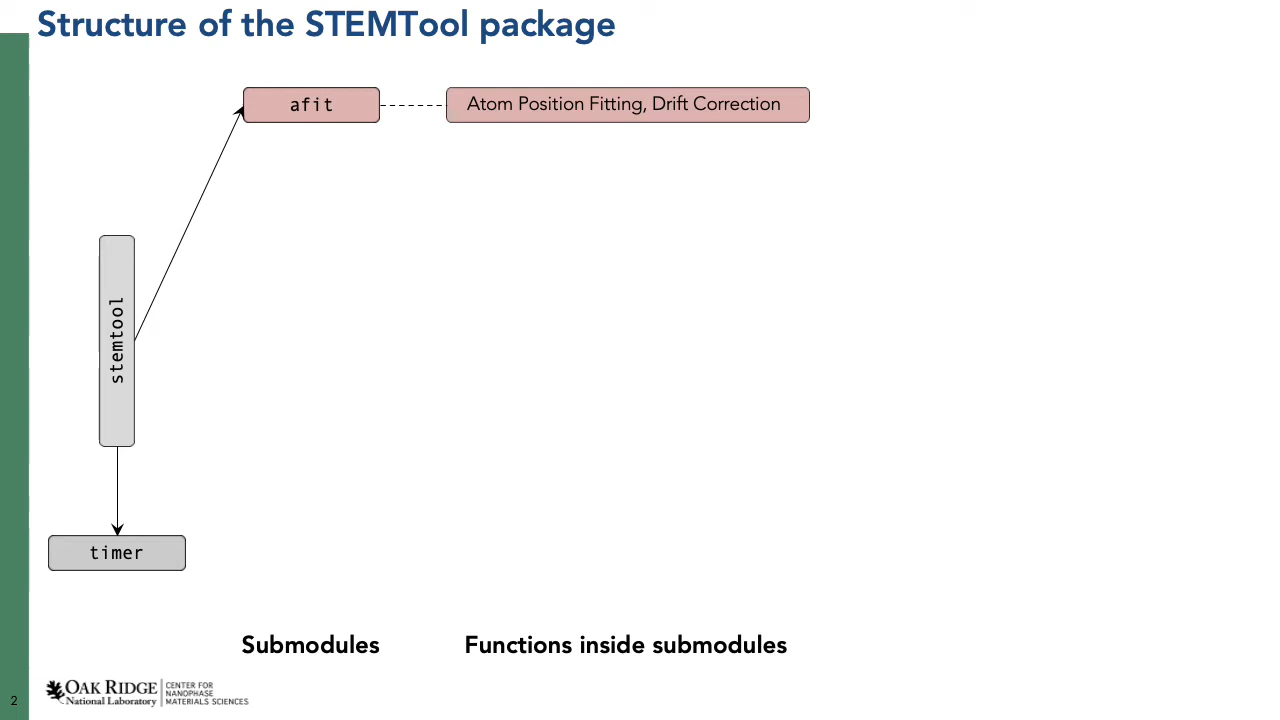 Structure of the STEMTool package
afit
Atom Position Fitting, Drift Correction
stemtool
timer
Submodules
Functions inside submodules
2
OAK RIDGE
National Laboratory
CENTER FOR
NANOPHASE
MATERIALS SCIENCES